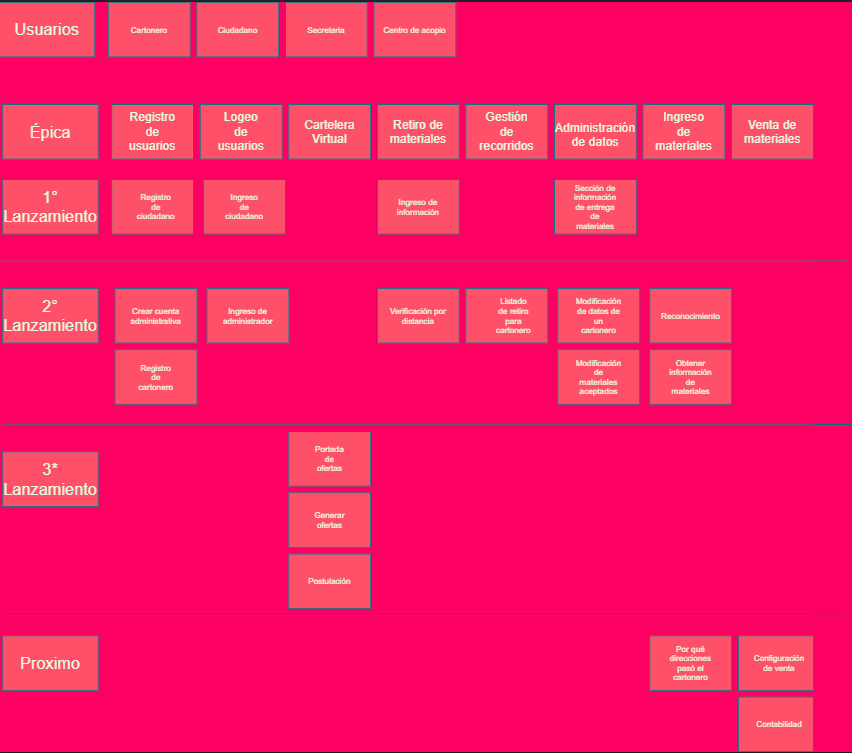 Usuarios
Cartonero
Ciudadano
Secretaria
Centro de acopio
Épica
Registro
de
usuarios
Logeo
de
usuarios
Cartelera
Virtual
Retiro de
materiales
Gestión
de
recorridos
Administración
de datos
Ingreso
de
materiales
Venta de
materiales
1°
Lanzamiento
Registro
de
ciudadano
Ingreso
de
ciudadano
Ingreso de
información
Sección de
información
de entrega
de
materiales
2°
Lanzamiento
Crear cuenta
administrativa
Ingreso de
administrador
Verificación por
distancia
Listado
de retiro
para
cartonero
Modificación
de datos de
un
cartonero
Reconocimiento
Registro
de
cartonero
Modificación
de
materiales
aceptados
Obtener
información
de
materiales
3*
Lanzamiento
Portada
de
ofertas
Generar
ofertas
Postulación
Proximo
Por qué
direcciones
pasó el
cartonero
Configuración
de venta
Contabilidad